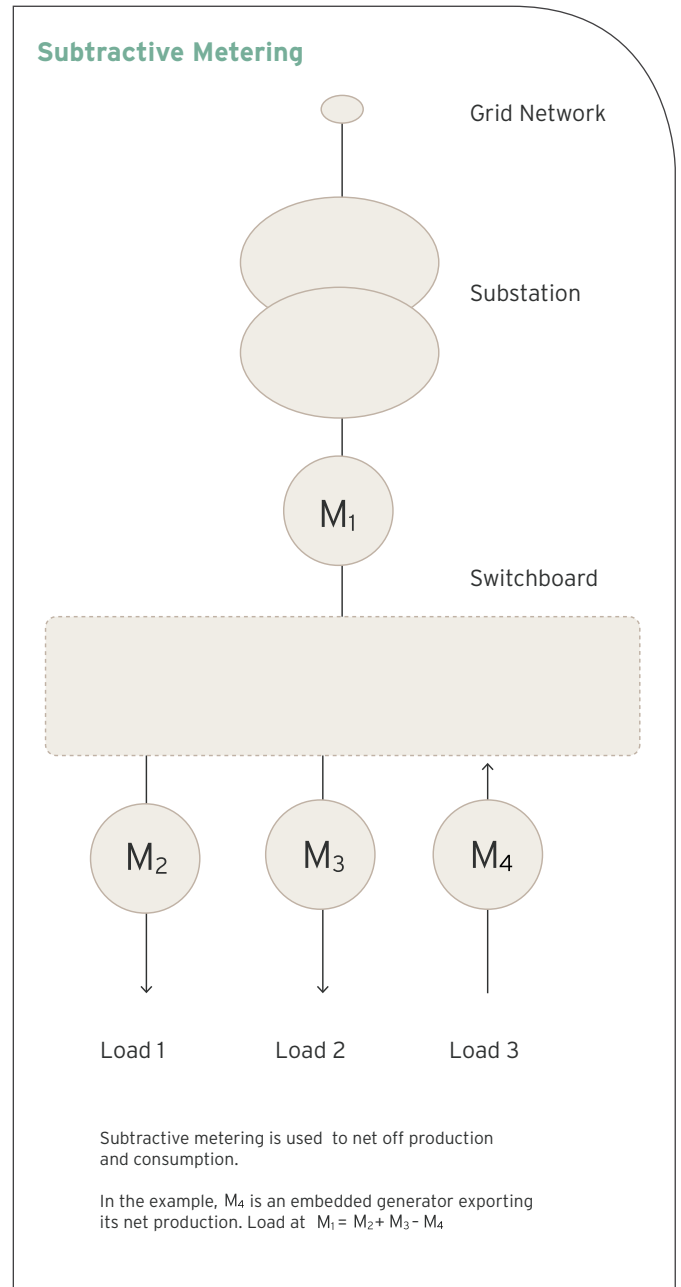 Subtractive Metering
Grid Network
Substation
M₁
Switchboard
M₂ M₃ M₄
Load 1 Load 2 Load 3
Subtractive metering is used to net off production
and consumption.
In the example, M₄ is an embedded generator exporting
its net production. Load at M₁ = M₂ + M₃ – M₄